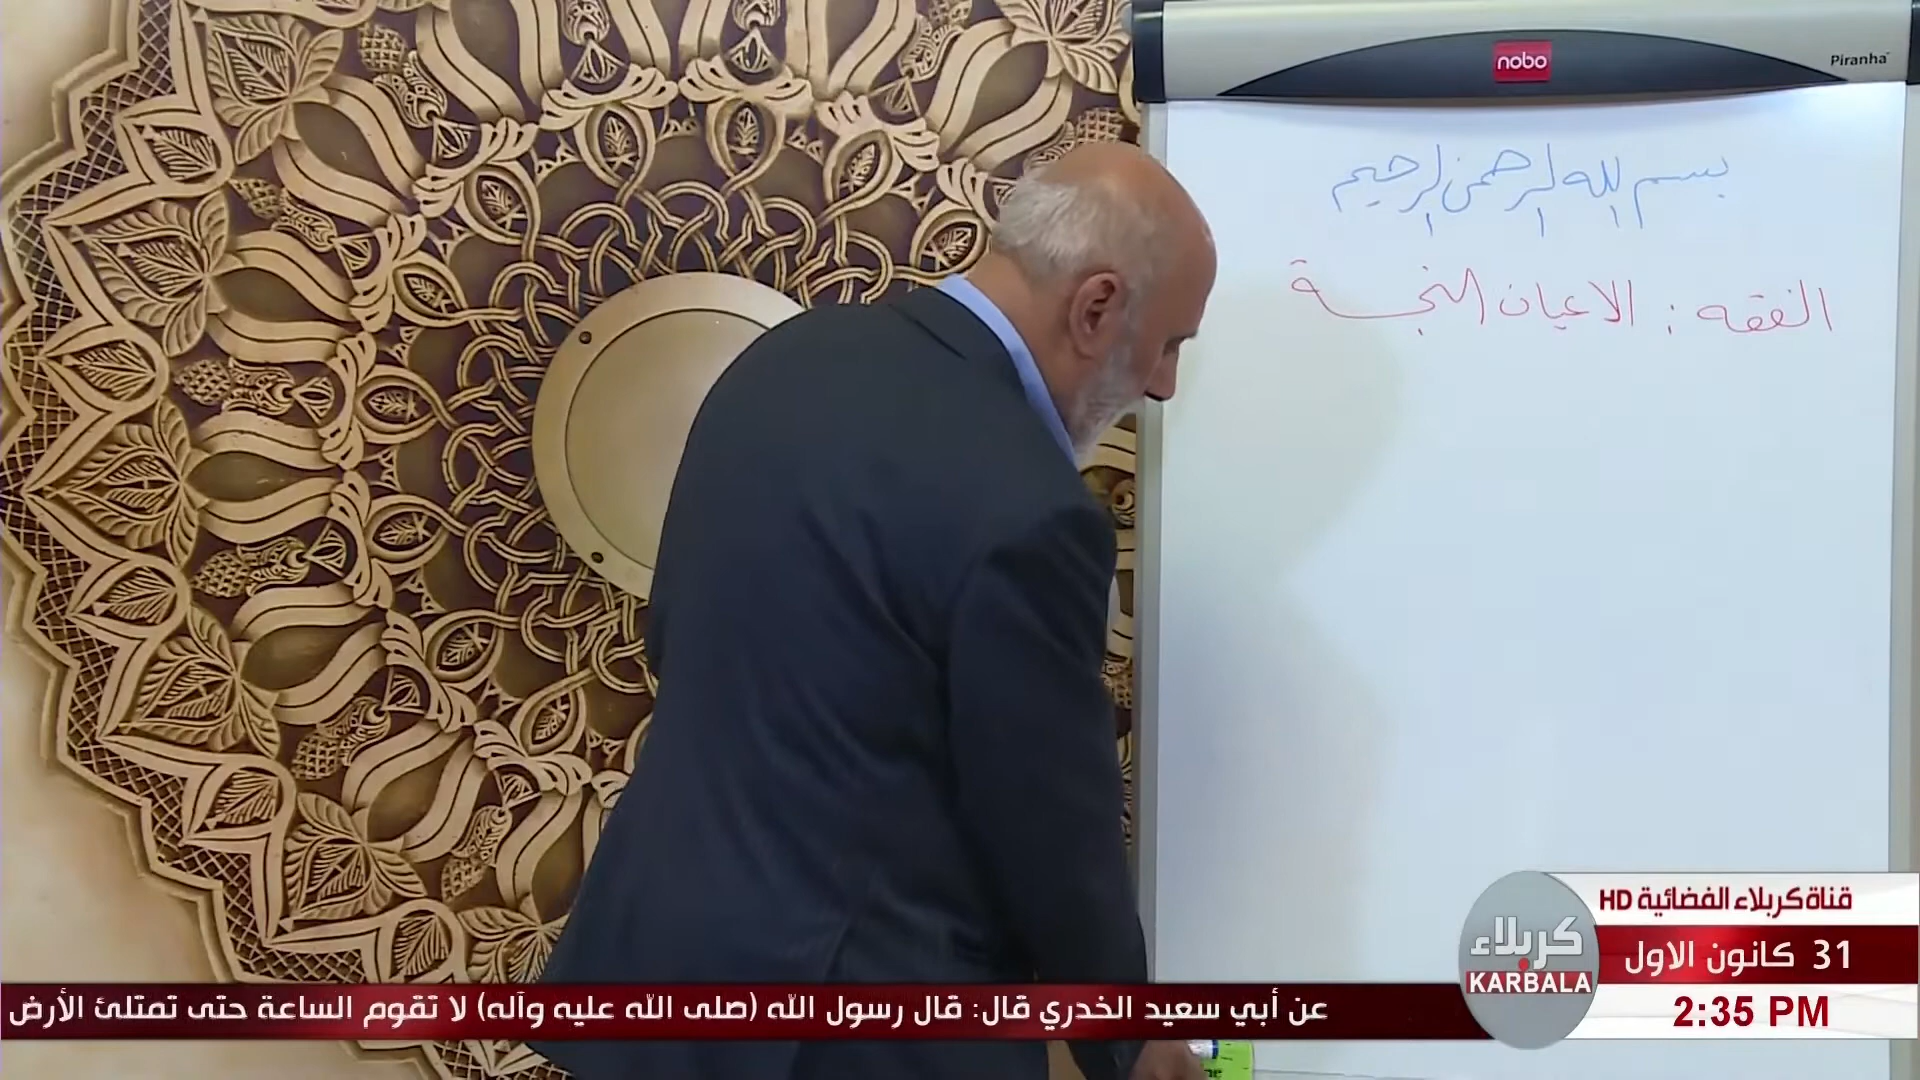 nobo
Piranha
بسم الله الرحمن الرحيم
الفقه : الاعيان النجسة
قناة كربلاء الفضائية HD
كربلاء
KARBALA
31 كانون الاول
2:35 PM
عن أبي سعيد الخدري قال: قال رسول الله (صلى الله عليه وآله) لا تقوم الساعة حتى تمتلئ الأرض